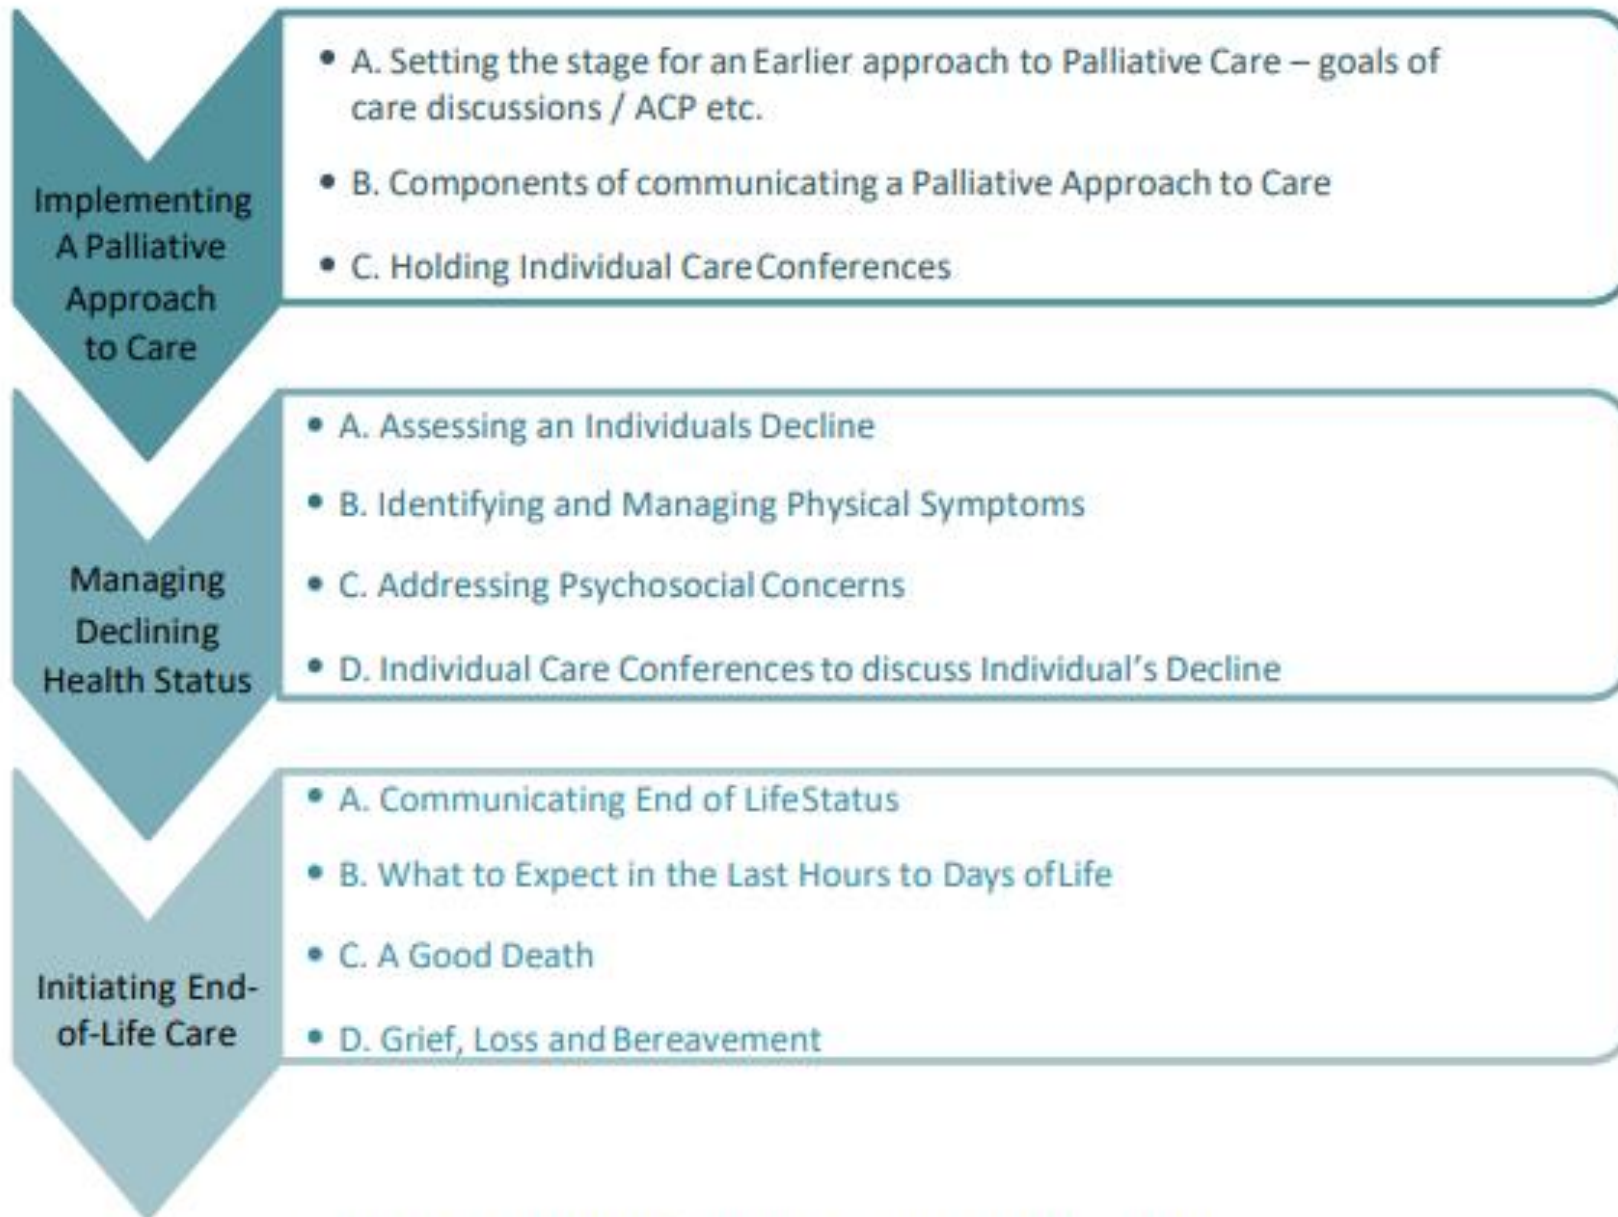 Implementing
A Palliative
Approach
to Care
• A. Setting the stage for an Earlier approach to Palliative Care – goals of
care discussions / ACP etc.
• B. Components of communicating a Palliative Approach to Care
• C. Holding Individual Care Conferences
Managing
Declining
Health Status
• A. Assessing an Individuals Decline
• B. Identifying and Managing Physical Symptoms
• C. Addressing Psychosocial Concerns
• D. Individual Care Conferences to discuss Individual's Decline
Initiating End-
of-Life Care
• A. Communicating End of Life Status
• B. What to Expect in the Last Hours to Days of Life
• C. A Good Death
• D. Grief, Loss and Bereavement